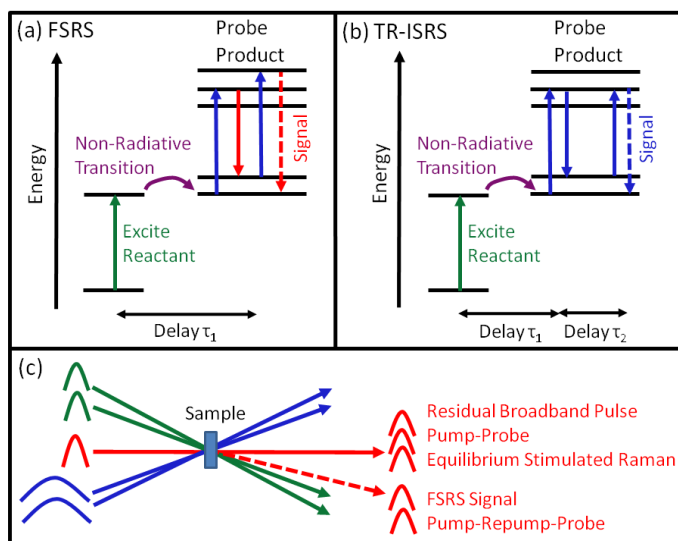 (a) FSRS
Probe
Product
Energy
Non-Radiative
Transition
Signal
Excite
Reactant
Delay τ1
(b) TR-ISRS
Probe
Product
Energy
Non-Radiative
Transition
Signal
Excite
Reactant
Delay τ1
Delay τ2
(c)
Sample
Residual Broadband Pulse
Pump-Probe
Equilibrium Stimulated Raman
FSRS Signal
Pump-Repump-Probe